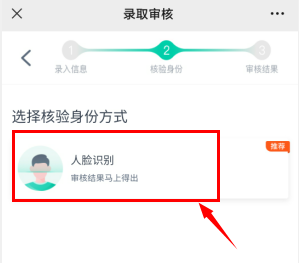 录取审核
1 2 3
录入信息 核验身份 审核结果
选择核验身份方式
推荐
人脸识别
审核结果马上得出